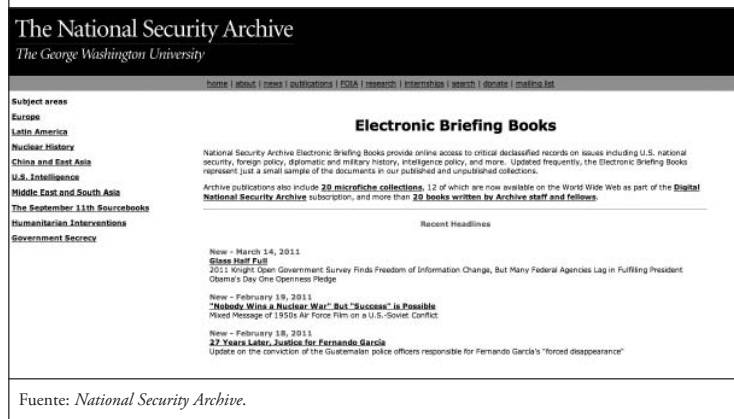 The National Security Archive
The George Washington University
home | about | news | publications | FOIA | research | internships | search | donate | mailing list
Subject areas
Europe
Latin America
Nuclear History
China and East Asia
U.S. Intelligence
Middle East and South Asia
The September 11th Sourcebooks
Humanitarian Interventions
Government Secrecy
Electronic Briefing Books
National Security Archive Electronic Briefing Books provide online access to critical declassified records on issues including U.S. national
security, foreign policy, diplomatic and military history, intelligence policy, and more. Updated frequently, the Electronic Briefing Books
represent just a small sample of the documents in our published and unpublished collections.
Archive publications also include 20 microfiche collections, 12 of which are now available on the World Wide Web as part of the Digital
National Security Archive subscription, and more than 20 books written by Archive staff and fellows.
Recent Headlines
New - March 14, 2011
Glass Half Full
2011 Knight Open Government Survey Finds Freedom of Information Change, But Many Federal Agencies Lag in Fulfilling President
Obama's Day One Openness Pledge
New - February 19, 2011
"Nobody Wins a Nuclear War" But "Success" is Possible
Mixed Message of 1950s Air Force Film on a U.S.-Soviet Conflict
New - February 18, 2011
27 Years Later, Justice for Fernando García
Update on the conviction of the Guatemalan police officers responsible for Fernando García's "forced disappearance"
Fuente: National Security Archive.